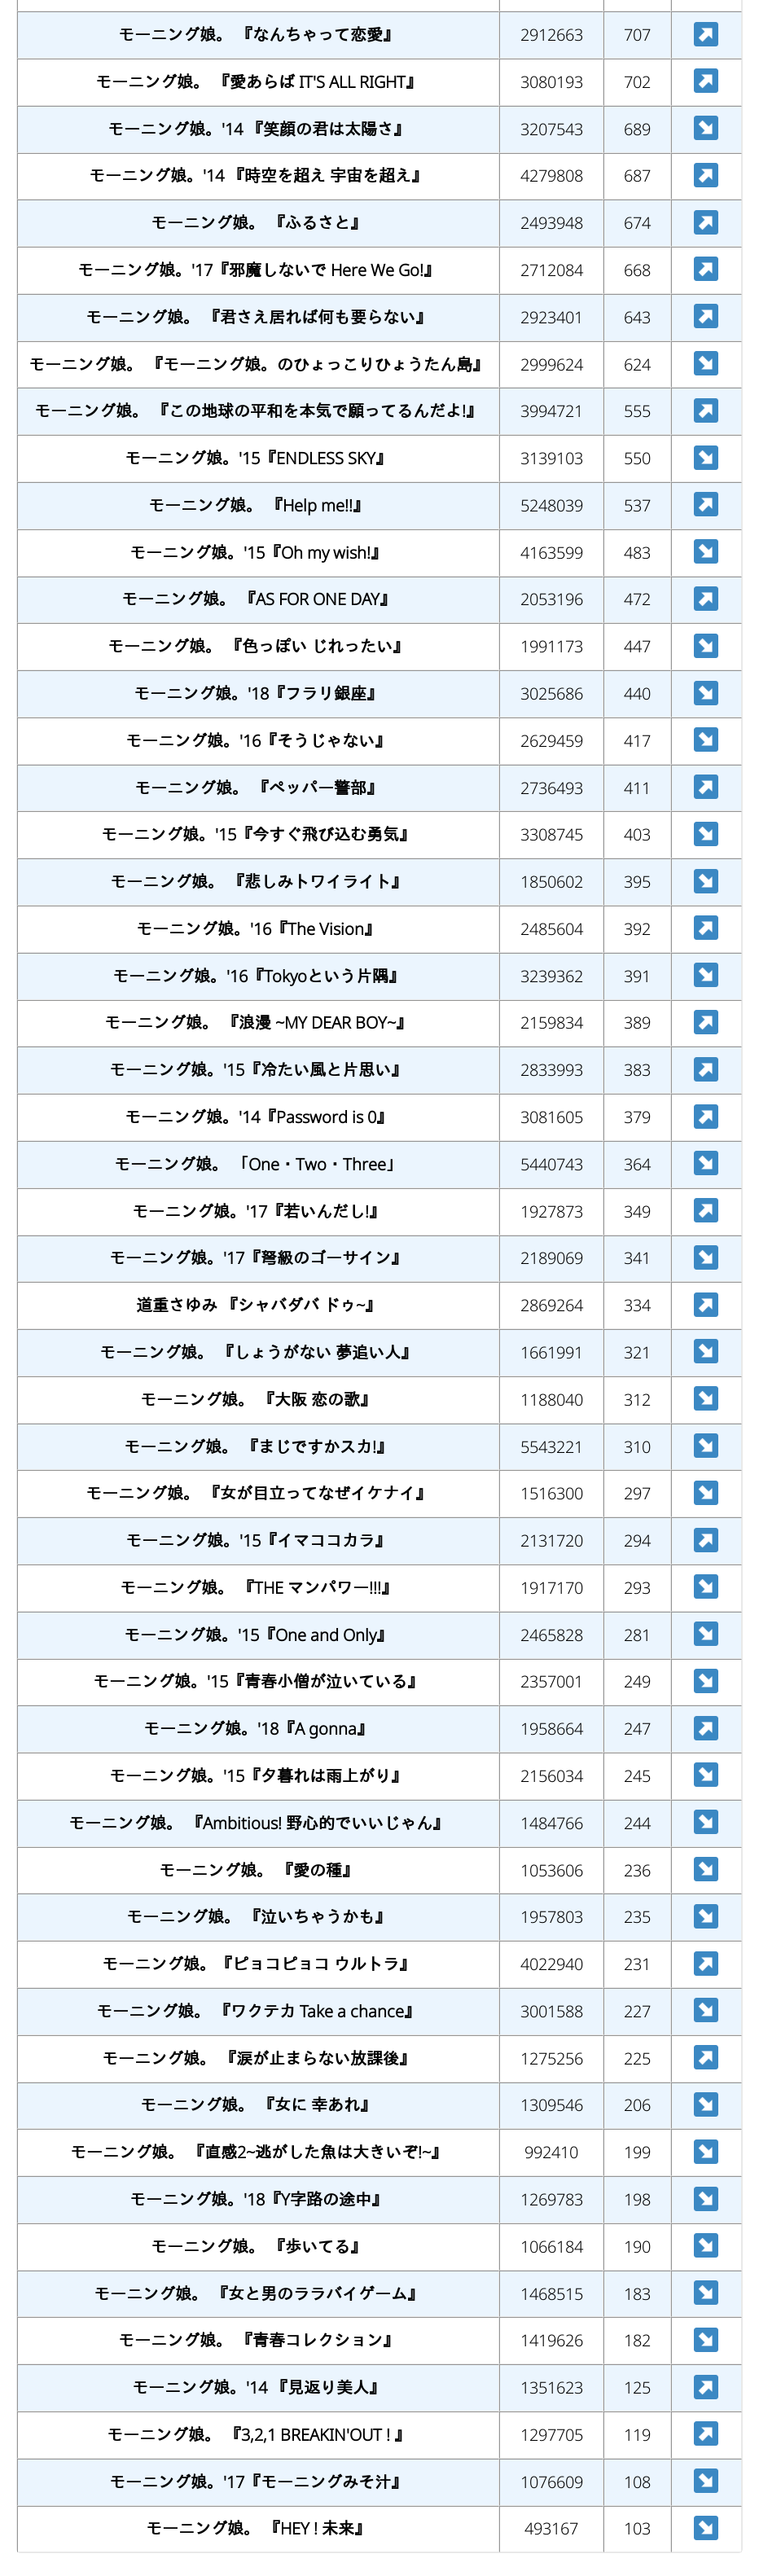 モーニング娘。 『なんちゃって恋愛』 2912663 707 ↗
モーニング娘。 『愛あらば IT'S ALL RIGHT』 3080193 702 ↗
モーニング娘。'14 『笑顔の君は太陽さ』 3207543 689 ↘
モーニング娘。'14 『時空を超え 宇宙を超え』 4279808 687 ↗
モーニング娘。 『ふるさと』 2493948 674 ↗
モーニング娘。'17『邪魔しないで Here We Go!』 2712084 668 ↗
モーニング娘。 『君さえ居れば何も要らない』 2923401 643 ↗
モーニング娘。 『モーニング娘。のひょっこりひょうたん島』 2999624 624 ↘
モーニング娘。 『この地球の平和を本気で願ってるんだよ!』 3994721 555 ↗
モーニング娘。'15『ENDLESS SKY』 3139103 550 ↘
モーニング娘。 『Help me!!』 5248039 537 ↗
モーニング娘。'15『Oh my wish!』 4163599 483 ↘
モーニング娘。 『AS FOR ONE DAY』 2053196 472 ↗
モーニング娘。 『色っぽい じれったい』 1991173 447 ↘
モーニング娘。'18『フラリ銀座』 3025686 440 ↘
モーニング娘。'16『そうじゃない』 2629459 417 ↘
モーニング娘。 『ペッパー警部』 2736493 411 ↗
モーニング娘。'15『今すぐ飛び込む勇気』 3308745 403 ↘
モーニング娘。 『悲しみトワイライト』 1850602 395 ↘
モーニング娘。'16『The Vision』 2485604 392 ↗
モーニング娘。'16『Tokyoという片隅』 3239362 391 ↘
モーニング娘。 『浪漫 ~MY DEAR BOY~』 2159834 389 ↗
モーニング娘。'15『冷たい風と片思い』 2833993 383 ↗
モーニング娘。'14『Password is 0』 3081605 379 ↗
モーニング娘。 「One・Two・Three」 5440743 364 ↘
モーニング娘。'17『若いんだし!』 1927873 349 ↗
モーニング娘。'17『弩級のゴーサイン』 2189069 341 ↘
道重さゆみ 『シャバダバ ドゥ~』 2869264 334 ↗
モーニング娘。 『しょうがない 夢追い人』 1661991 321 ↘
モーニング娘。 『大阪 恋の歌』 1188040 312 ↘
モーニング娘。 『まじですかスカ!』 5543221 310 ↘
モーニング娘。 『女が目立ってなぜイケナイ』 1516300 297 ↘
モーニング娘。'15『イマココカラ』 2131720 294 ↗
モーニング娘。 『THE マンパワー!!!』 1917170 293 ↘
モーニング娘。'15『One and Only』 2465828 281 ↘
モーニング娘。'15『青春小僧が泣いている』 2357001 249 ↘
モーニング娘。'18『A gonna』 1958664 247 ↗
モーニング娘。'15『夕暮れは雨上がり』 2156034 245 ↘
モーニング娘。 『Ambitious! 野心的でいいじゃん』 1484766 244 ↘
モーニング娘。 『愛の種』 1053606 236 ↘
モーニング娘。 『泣いちゃうかも』 1957803 235 ↘
モーニング娘。『ピョコピョコ ウルトラ』 4022940 231 ↗
モーニング娘。 『ワクテカ Take a chance』 3001588 227 ↘
モーニング娘。 『涙が止まらない放課後』 1275256 225 ↗
モーニング娘。 『女に 幸あれ』 1309546 206 ↘
モーニング娘。 『直感2~逃がした魚は大きいぞ!~』 992410 199 ↘
モーニング娘。'18『Y字路の途中』 1269783 198 ↘
モーニング娘。 『歩いてる』 1066184 190 ↘
モーニング娘。 『女と男のララバイゲーム』 1468515 183 ↘
モーニング娘。 『青春コレクション』 1419626 182 ↘
モーニング娘。'14 『見返り美人』 1351623 125 ↗
モーニング娘。 『3,2,1 BREAKIN'OUT ! 』 1297705 119 ↗
モーニング娘。'17『モーニングみそ汁』 1076609 108 ↘
モーニング娘。 『HEY ! 未来』 493167 103 ↘